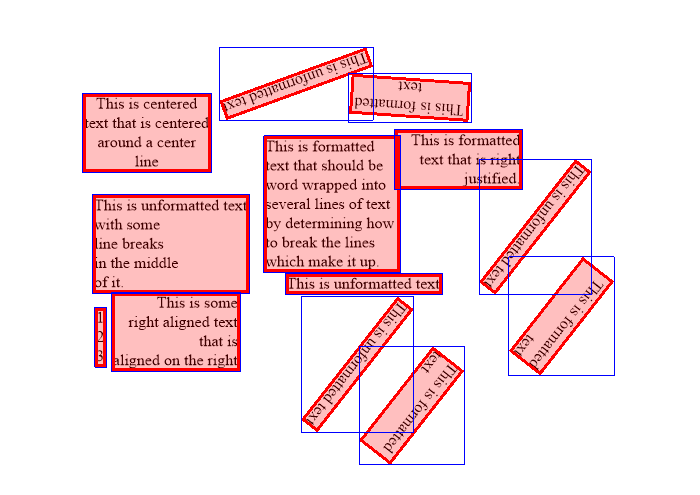 This is unformatted text
This is formatted
text
This is centered
text that is centered
around a center
line
This is formatted
text that should be
word wrapped into
several lines of text
by determining how
to break the lines
which make it up.
This is formatted
text that is right
justified.
This is unformatted text
This is unformatted text
with some
line breaks
in the middle
of it.
This is formatted
text
This is unformatted text
This is some
right aligned text
that is
aligned on the right
1
2
3
This is unformatted text
This is formatted
text